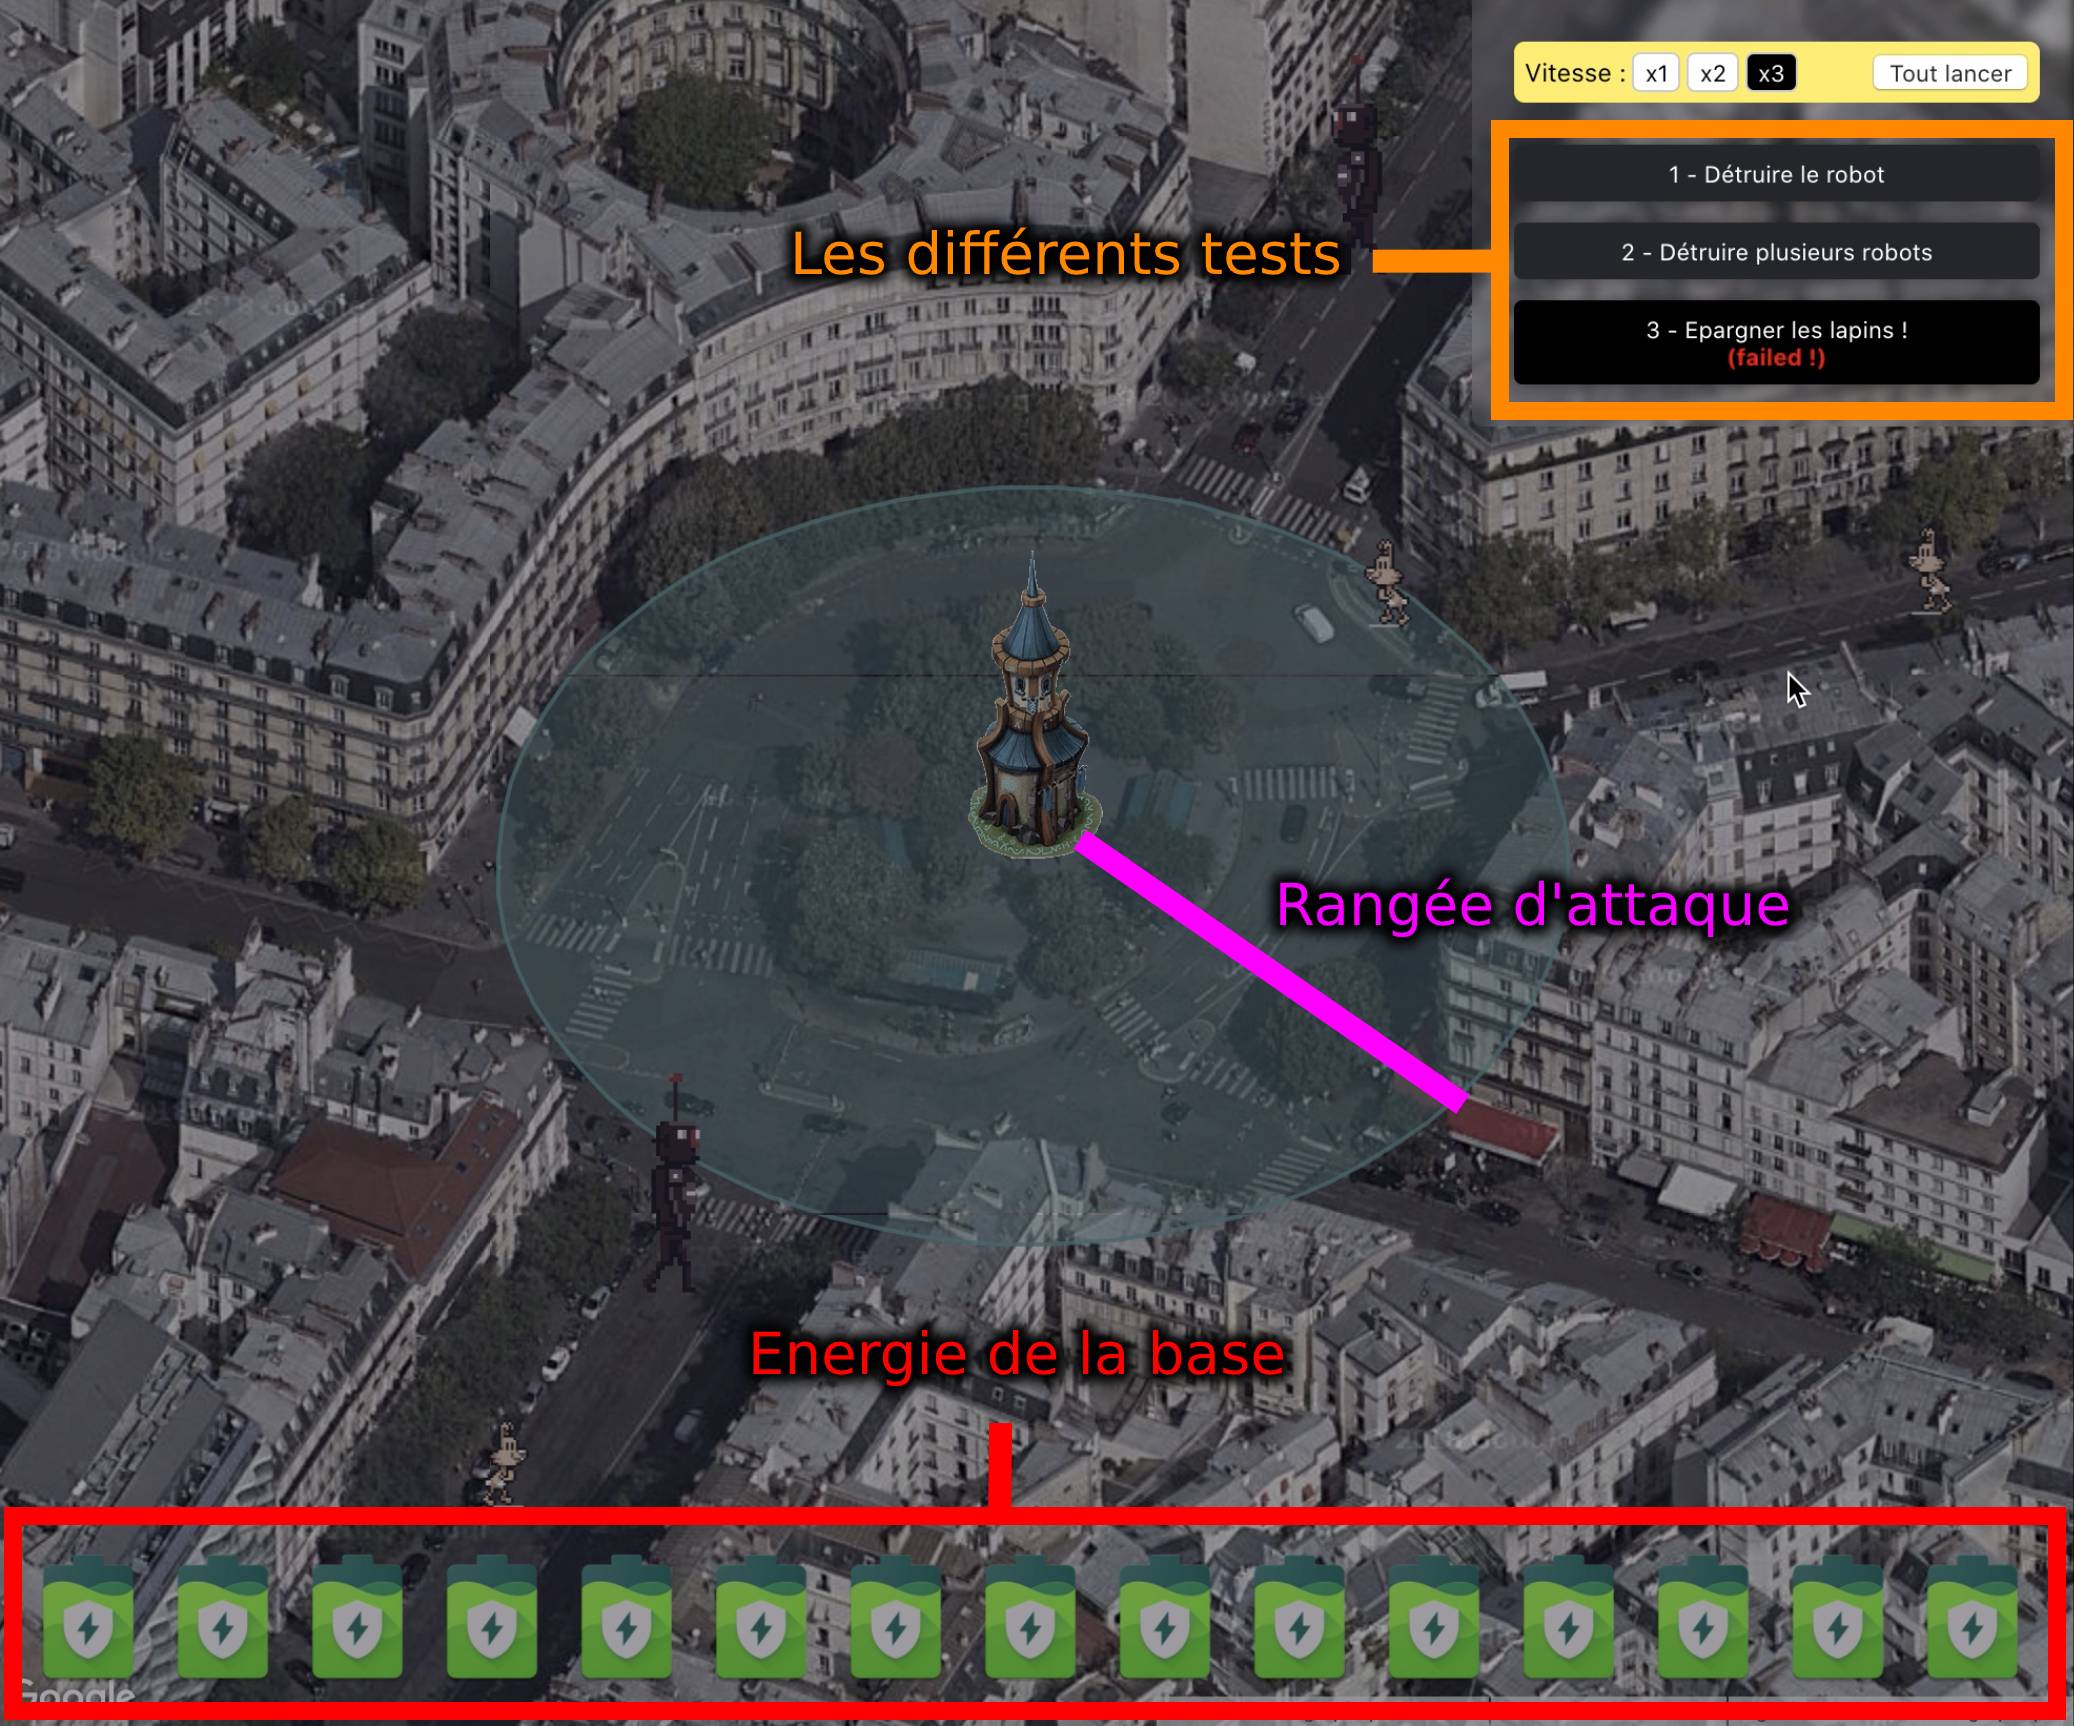 Vitesse : x1 x2 x3 Tout lancer
1 - Détruire le robot
2 - Détruire plusieurs robots
Les différents tests
3 - Epargner les lapins !
(failed !)
Rangée d'attaque
Energie de la base
Google